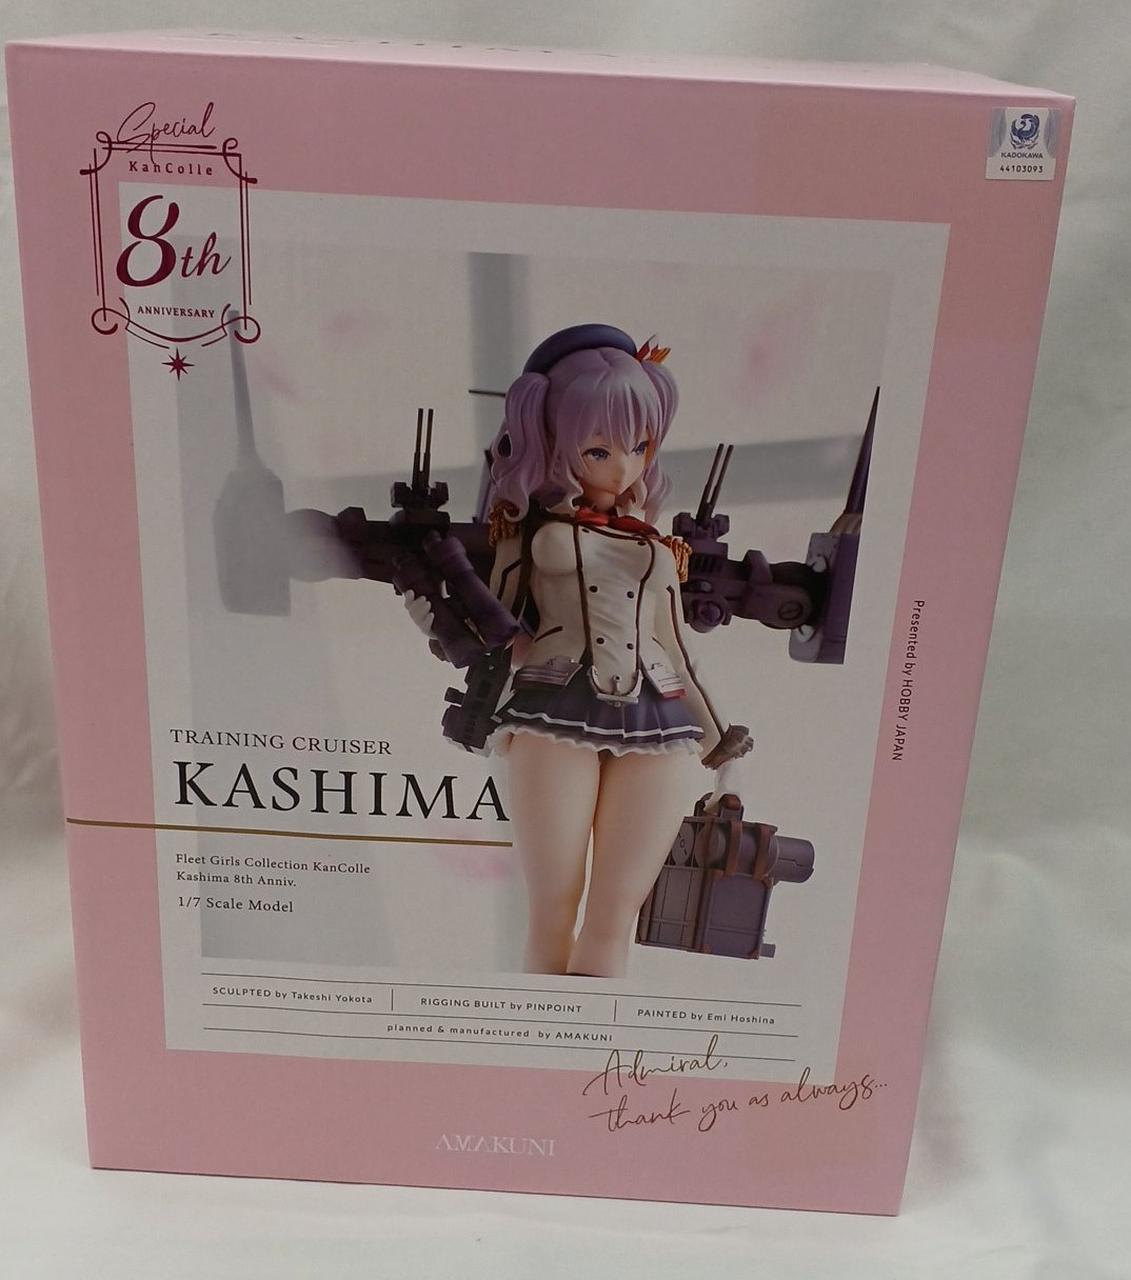 Special
KanColle
8th
ANNIVERSARY
KADOKAWA
44103093
Presented by HOBBY JAPAN
TRAINING CRUISER
KASHIMA
Fleet Girls Collection KanColle
Kashima 8th Anniv.
1/7 Scale Model
SCULPTED by Takeshi Yokota
RIGGING BUILT by PINPOINT
PAINTED by Emi Hoshina
planned & manufactured by AMAKUNI
Admiral,
thank you as always...
AMAKUNI